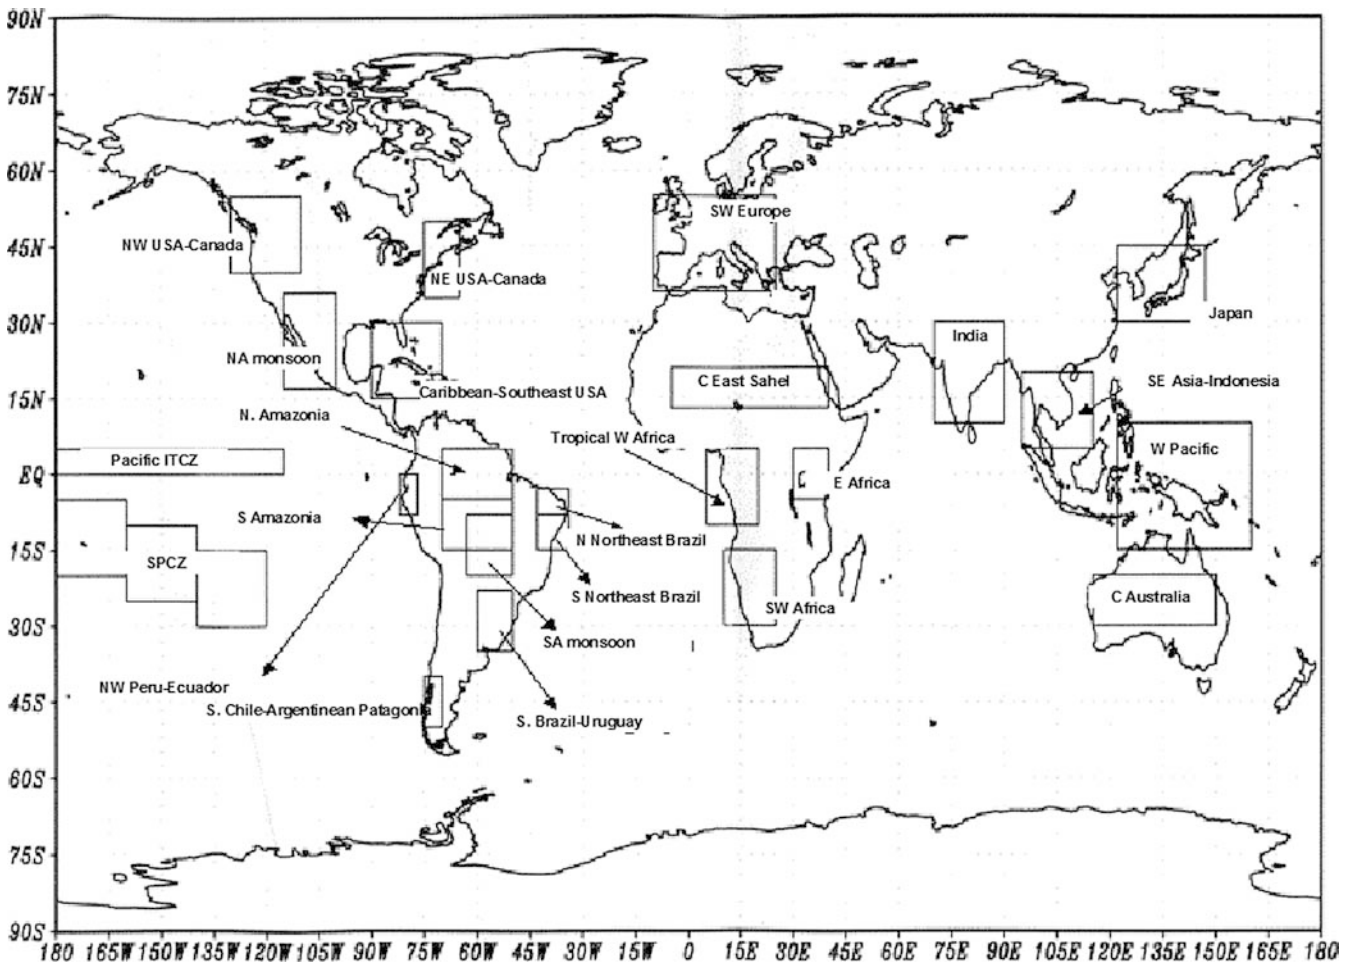 90N
75N
60N
SW Europe
NW USA-Canada
45N
NE USA-Canada
Japan
30N
India
NA monsoon
C East Sahel
SE Asia-Indonesia
Caribbean-Southeast USA
15N
N. Amazonia
Tropical W Africa
W Pacific
Pacific ITCZ
EQ
E Africa
S Amazonia
N Northeast Brazil
15S
SPCZ
S Northeast Brazil
C Australia
SW Africa
30S
SA monsoon
NW Peru-Ecuador
45S
S. Chile-Argentinean Patagonia
S. Brazil-Uruguay
60S
75S
90S
180 165W 150W 135W 120W 105W 90W 75W 60W 45W 30W 15W 0 15E 30E 45E 60E 75E 90E 105E 120E 135E 150E 165E 180